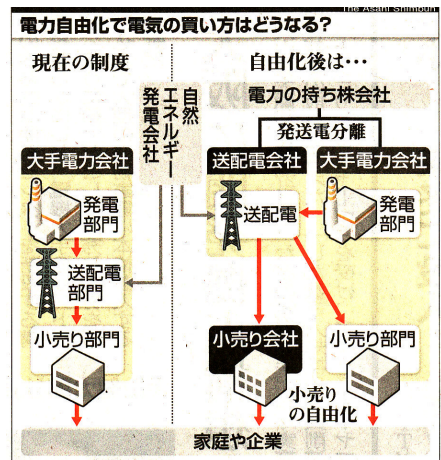 The Asahi Shimbun
電力自由化で電気の買い方はどうなる?
現在の制度
自由化後は…
自然エネルギー
発電会社
電力の持ち株会社
発送電分離
大手電力会社
発電
部門
送配電
部門
小売り部門
送配電会社
大手電力会社
送配電
発電
部門
小売り会社
小売り部門
小売り
の自由化
家庭や企業